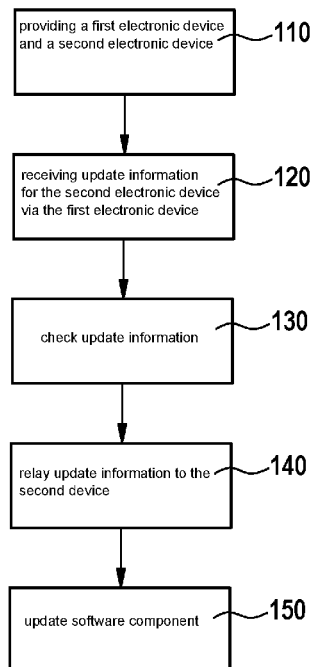 providing a first electronic device
and a second electronic device
110
receiving update information
for the second electronic device
via the first electronic device
120
check update information
130
relay update information to the
second device
140
update software component
150